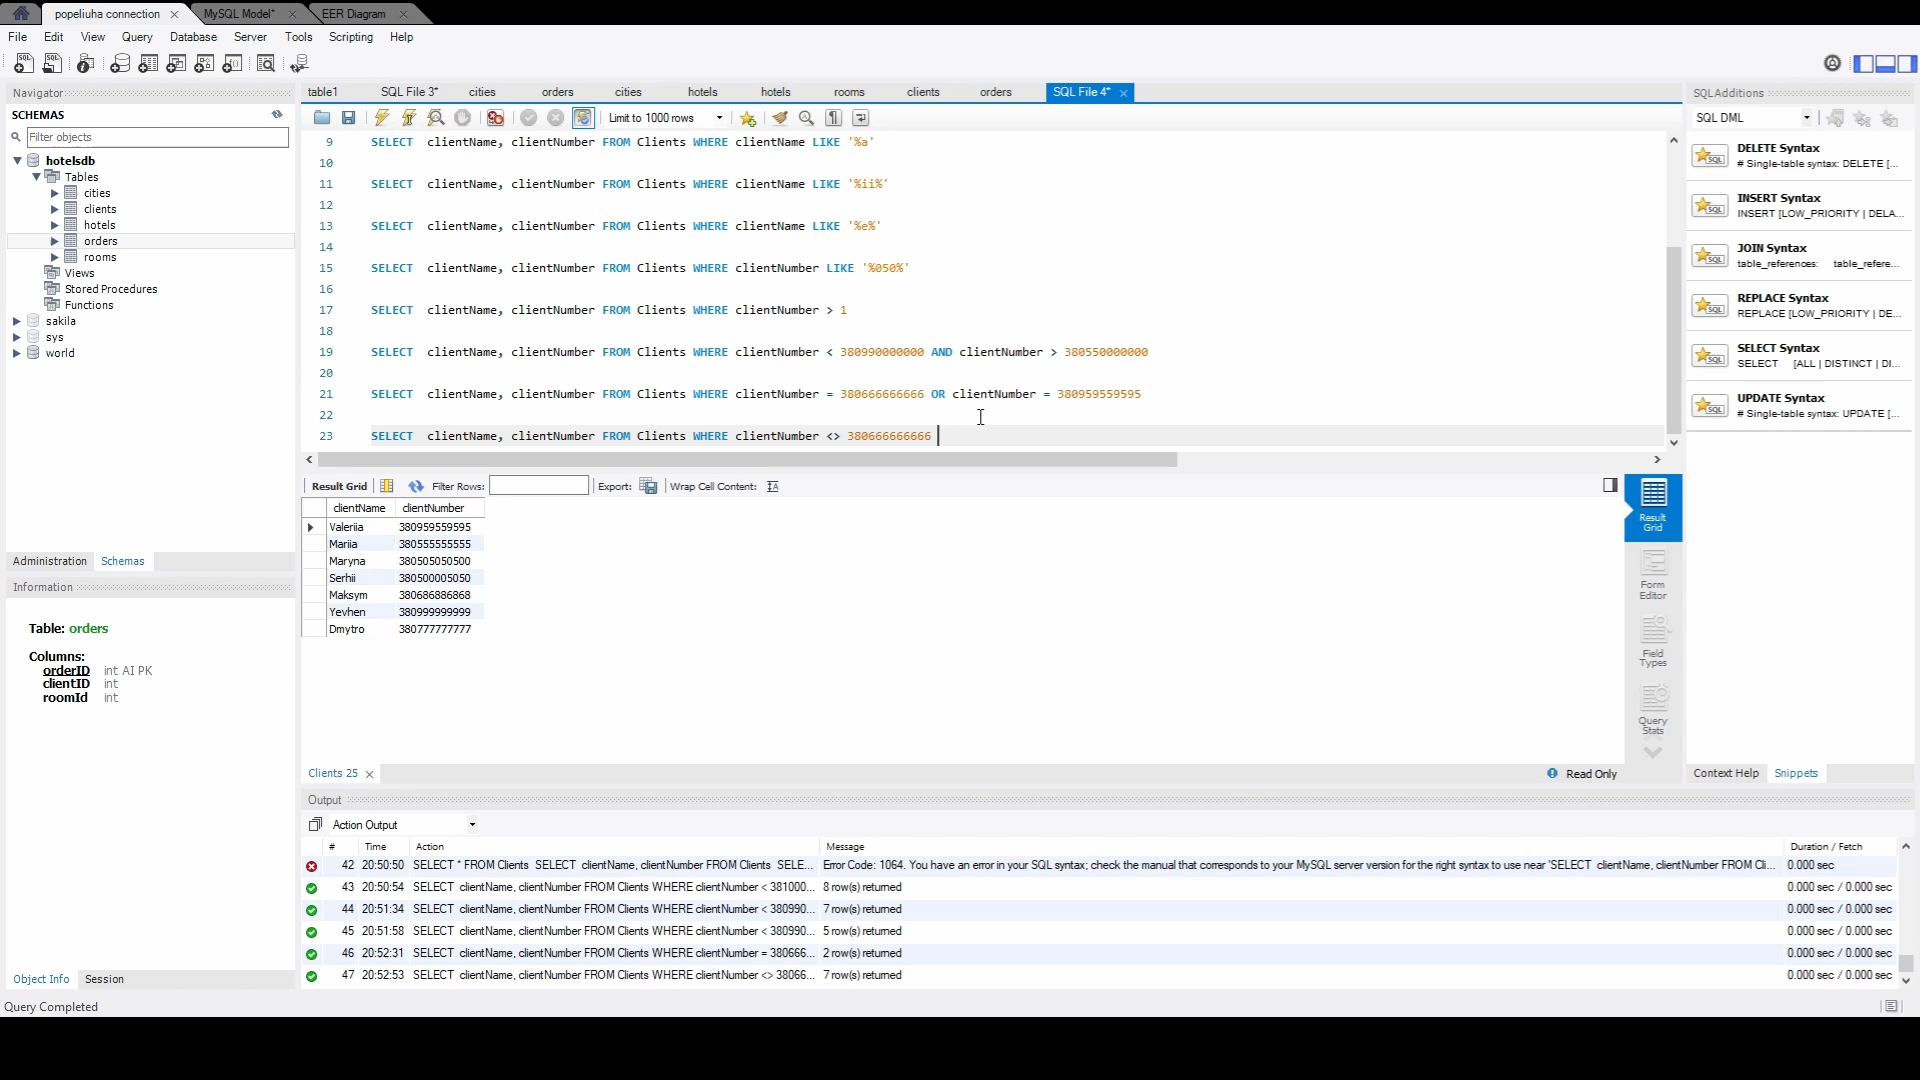 popeliuha connection
MySQL Model*
EER Diagram
File Edit View Query Database Server Tools Scripting Help
Navigator
SCHEMAS
Filter objects
hotelsdb
Tables
cities
clients
hotels
orders
rooms
Views
Stored Procedures
Functions
sakila
sys
world
Administration Schemas
Information
Table: orders
Columns:
orderID int AI PK
clientID int
roomId int
Object Info Session
Query Completed
table1 SQL File 3* cities orders cities hotels hotels rooms clients orders SQL File 4*
Limit to 1000 rows
9 SELECT clientName, clientNumber FROM Clients WHERE clientName LIKE '%a'
10
11 SELECT clientName, clientNumber FROM Clients WHERE clientName LIKE '%ii%'
12
13 SELECT clientName, clientNumber FROM Clients WHERE clientName LIKE '%e%'
14
15 SELECT clientName, clientNumber FROM Clients WHERE clientNumber LIKE '%050%'
16
17 SELECT clientName, clientNumber FROM Clients WHERE clientNumber > 1
18
19 SELECT clientName, clientNumber FROM Clients WHERE clientNumber < 380990000000 AND clientNumber > 380550000000
20
21 SELECT clientName, clientNumber FROM Clients WHERE clientNumber = 380666666666 OR clientNumber = 380959559595
22
23 SELECT clientName, clientNumber FROM Clients WHERE clientNumber <> 380666666666
Result Grid Filter Rows: Export: Wrap Cell Content:
clientName clientNumber
Valeriia 380959559595
Mariia 380555555555
Maryna 380505050500
Serhii 380500005050
Maksym 380686886868
Yevhen 380999999999
Dmytro 380777777777
Result
Grid
Form
Editor
Field
Types
Query
Stats
Clients 25
Read Only
Output
Action Output
# Time Action Message Duration / Fetch
42 20:50:50 SELECT * FROM Clients SELECT clientName, clientNumber FROM Clients SELE... Error Code: 1064. You have an error in your SQL syntax; check the manual that corresponds to your MySQL server version for the right syntax to use near 'SELECT clientName, clientNumber FROM Cli... 0.000 sec
43 20:50:54 SELECT clientName, clientNumber FROM Clients WHERE clientNumber < 381000... 8 row(s) returned 0.000 sec / 0.000 sec
44 20:51:34 SELECT clientName, clientNumber FROM Clients WHERE clientNumber < 380990... 7 row(s) returned 0.000 sec / 0.000 sec
45 20:51:58 SELECT clientName, clientNumber FROM Clients WHERE clientNumber < 380990... 5 row(s) returned 0.000 sec / 0.000 sec
46 20:52:31 SELECT clientName, clientNumber FROM Clients WHERE clientNumber = 380666... 2 row(s) returned 0.000 sec / 0.000 sec
47 20:52:53 SELECT clientName, clientNumber FROM Clients WHERE clientNumber <> 38066... 7 row(s) returned 0.000 sec / 0.000 sec
SQLAdditions
SQL DML
DELETE Syntax
# Single-table syntax: DELETE [...
INSERT Syntax
INSERT [LOW_PRIORITY | DELA...
JOIN Syntax
table_references: table_refere...
REPLACE Syntax
REPLACE [LOW_PRIORITY | DE...
SELECT Syntax
SELECT [ALL | DISTINCT | DI...
UPDATE Syntax
# Single-table syntax: UPDATE [...
Context Help Snippets